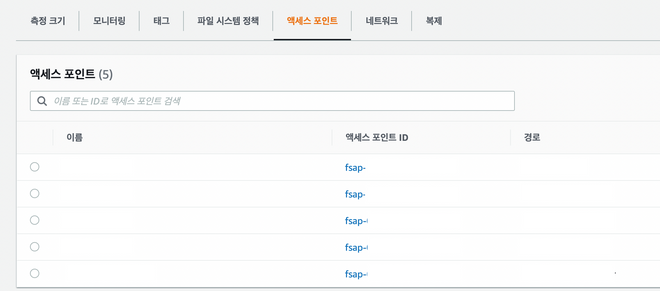 측정 크기 모니터링 태그 파일 시스템 정책 액세스 포인트 네트워크 복제
액세스 포인트 (5)
이름 또는 ID로 액세스 포인트 검색
이름 액세스 포인트 ID 경로
fsap-
fsap-
fsap-
fsap-
fsap-